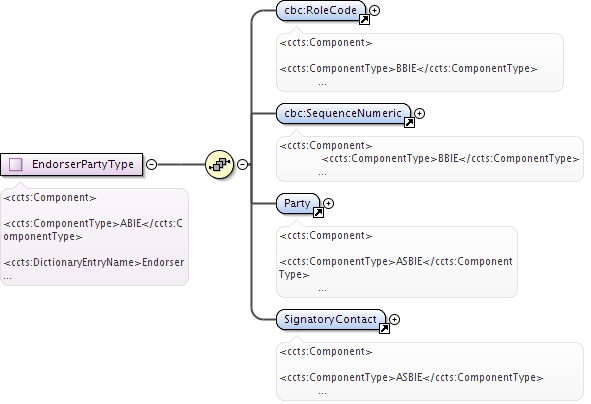 cbc:RoleCode
<ccts:Component>
<ccts:ComponentType>BBIE</ccts:ComponentType>
...
cbc:SequenceNumeric
<ccts:Component>
<ccts:ComponentType>BBIE</ccts:ComponentType>
...
EndorserPartyType
<ccts:Component>
<ccts:ComponentType>ABIE</ccts:C
omponentType>
<ccts:DictionaryEntryName>Endorser
...
Party
<ccts:Component>
<ccts:ComponentType>ASBIE</ccts:Component
Type>
...
SignatoryContact
<ccts:Component>
<ccts:ComponentType>ASBIE</ccts:ComponentType>
...